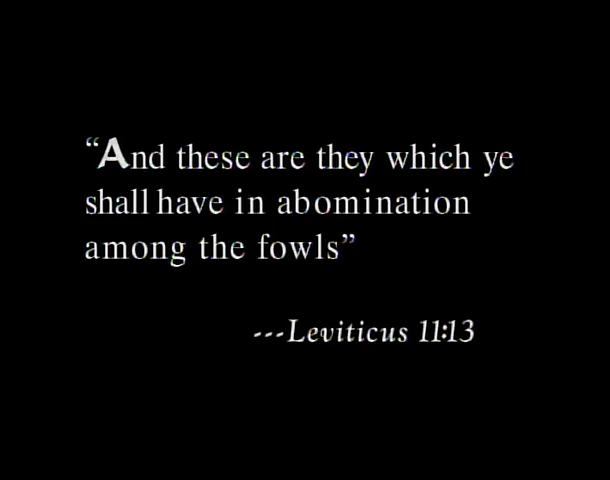 “And these are they which ye
shall have in abomination
among the fowls”
---Leviticus 11:13